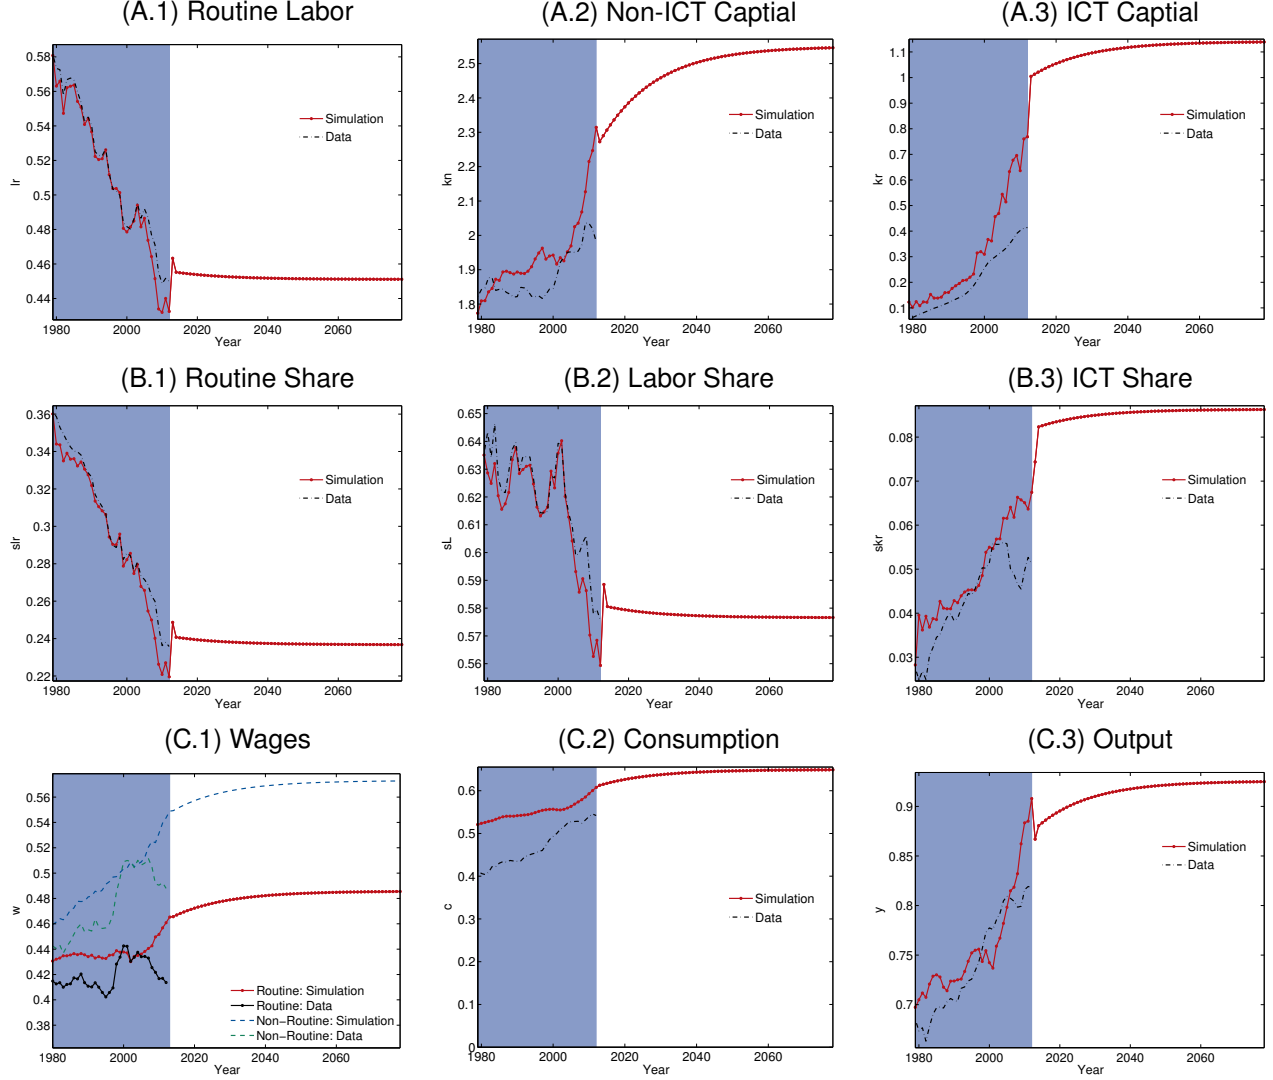 (A.1) Routine Labor
0.58
0.56
0.54
0.52
0.5
0.48
0.46
0.44
lr
Simulation
Data
1980 2000 2020 2040 2060
Year
(A.2) Non-ICT Captial
2.5
2.4
2.3
2.2
2.1
2
1.9
1.8
kn
Simulation
Data
1980 2000 2020 2040 2060
Year
(A.3) ICT Captial
1.1
1
0.9
0.8
0.7
0.6
0.5
0.4
0.3
0.2
0.1
kr
Simulation
Data
1980 2000 2020 2040 2060
Year
(B.1) Routine Share
0.36
0.34
0.32
0.3
0.28
0.26
0.24
0.22
slr
Simulation
Data
1980 2000 2020 2040 2060
Year
(B.2) Labor Share
0.65
0.64
0.63
0.62
0.61
0.6
0.59
0.58
0.57
0.56
sL
Simulation
Data
1980 2000 2020 2040 2060
Year
(B.3) ICT Share
0.08
0.07
0.06
0.05
0.04
0.03
skr
Simulation
Data
1980 2000 2020 2040 2060
Year
(C.1) Wages
0.56
0.54
0.52
0.5
0.48
0.46
0.44
0.42
0.4
0.38
w
Routine: Simulation
Routine: Data
Non−Routine: Simulation
Non−Routine: Data
1980 2000 2020 2040 2060
Year
(C.2) Consumption
0.6
0.5
0.4
0.3
0.2
0.1
0
c
Simulation
Data
1980 2000 2020 2040 2060
Year
(C.3) Output
0.9
0.85
0.8
0.75
0.7
y
Simulation
Data
1980 2000 2020 2040 2060
Year